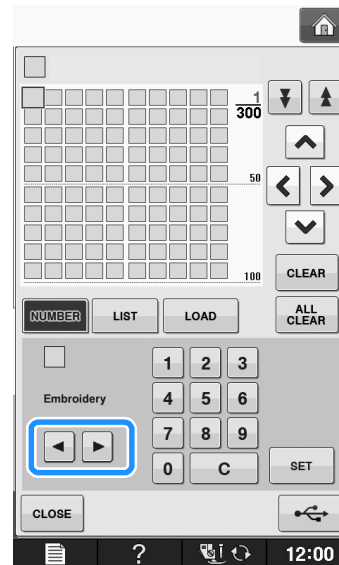 1
300
50
100
CLEAR
NUMBER LIST LOAD
ALL
CLEAR
Embroidery
1 2 3
4 5 6
7 8 9
0 C
SET
CLOSE
? 12:00